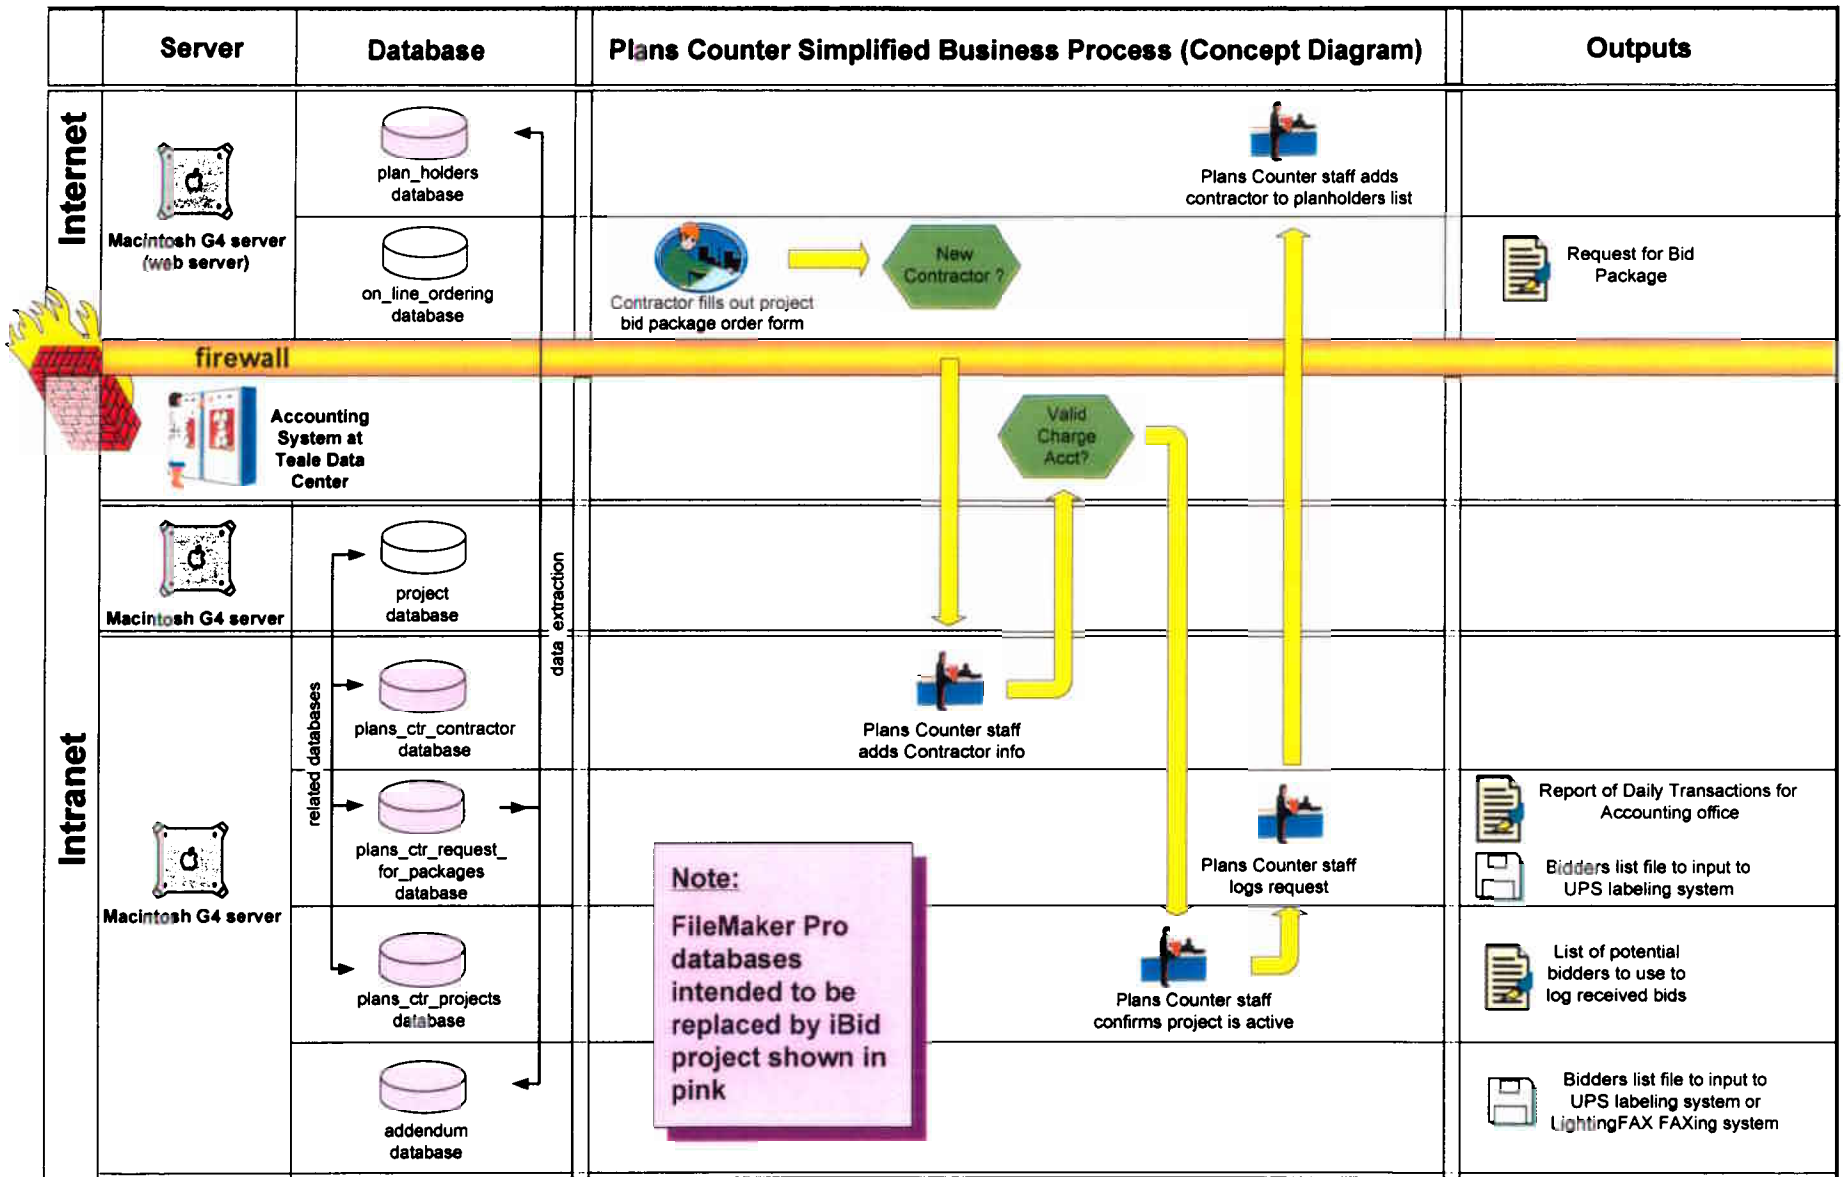 Server
Database
Plans Counter Simplified Business Process (Concept Diagram)
Outputs
Internet
Macintosh G4 server
(web server)
plan_holders
database
Plans Counter staff adds
contractor to planholders list
on_line_ordering
database
Contractor fills out project
bid package order form
New
Contractor ?
Request for Bid
Package
firewall
Intranet
Accounting
System at
Teale Data
Center
Valid
Charge
Acct?
Macintosh G4 server
project
database
data extraction
related databases
Macintosh G4 server
plans_ctr_contractor
database
Plans Counter staff
adds Contractor info
plans_ctr_request_
for_packages
database
Plans Counter staff
logs request
Report of Daily Transactions for
Accounting office
Bidders list file to input to
UPS labeling system
plans_ctr_projects
database
Plans Counter staff
confirms project is active
List of potential
bidders to use to
log received bids
addendum
database
Bidders list file to input to
UPS labeling system or
LightingFAX FAXing system
Note:
FileMaker Pro
databases
intended to be
replaced by iBid
project shown in
pink